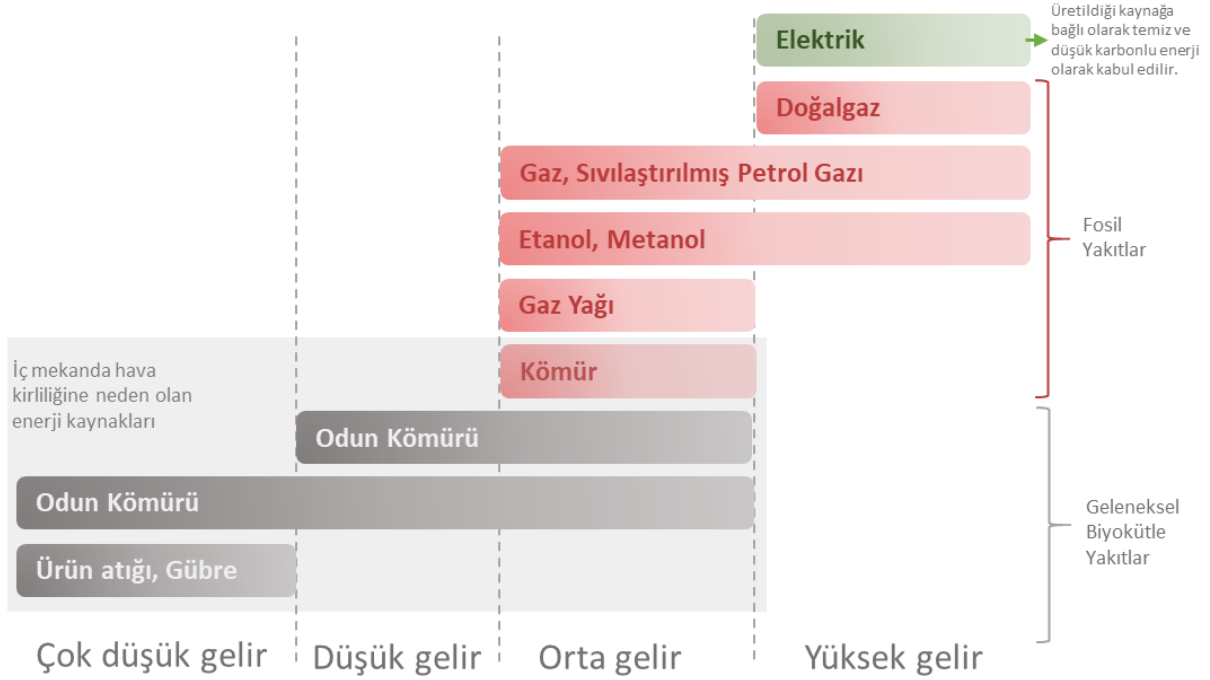 Üretildiği kaynağa
bağlı olarak temiz ve
düşük karbonlu enerji
olarak kabul edilir.
Elektrik
Doğalgaz
Gaz, Sıvılaştırılmış Petrol Gazı
Etanol, Metanol
Fosil
Yakıtlar
Gaz Yağı
Kömür
İç mekanda hava
kirliliğine neden olan
enerji kaynakları
Odun Kömürü
Odun Kömürü
Geleneksel
Biyokütle
Yakıtlar
Ürün atığı, Gübre
Çok düşük gelir
Düşük gelir
Orta gelir
Yüksek gelir